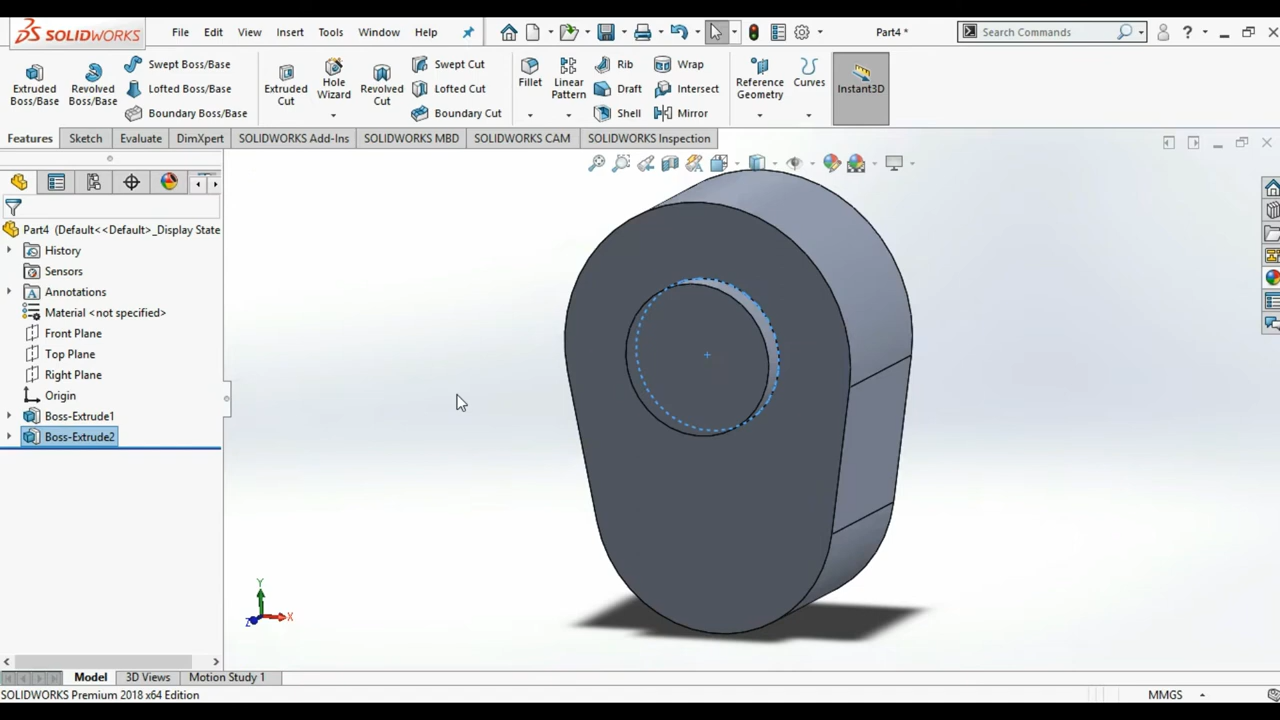 SOLIDWORKS File Edit View Insert Tools Window Help Part4 * Search Commands ?
Extruded Boss/Base
Revolved Boss/Base
Swept Boss/Base
Lofted Boss/Base
Boundary Boss/Base
Extruded Cut
Hole Wizard
Revolved Cut
Swept Cut
Lofted Cut
Boundary Cut
Fillet
Linear Pattern
Rib
Draft
Shell
Wrap
Intersect
Mirror
Reference Geometry
Curves
Instant3D
Features Sketch Evaluate DimXpert SOLIDWORKS Add-Ins SOLIDWORKS MBD SOLIDWORKS CAM SOLIDWORKS Inspection
Part4 (Default<<Default>_Display State
History
Sensors
Annotations
Material <not specified>
Front Plane
Top Plane
Right Plane
Origin
Boss-Extrude1
Boss-Extrude2
Y
X
Z
Model 3D Views Motion Study 1
SOLIDWORKS Premium 2018 x64 Edition MMGS